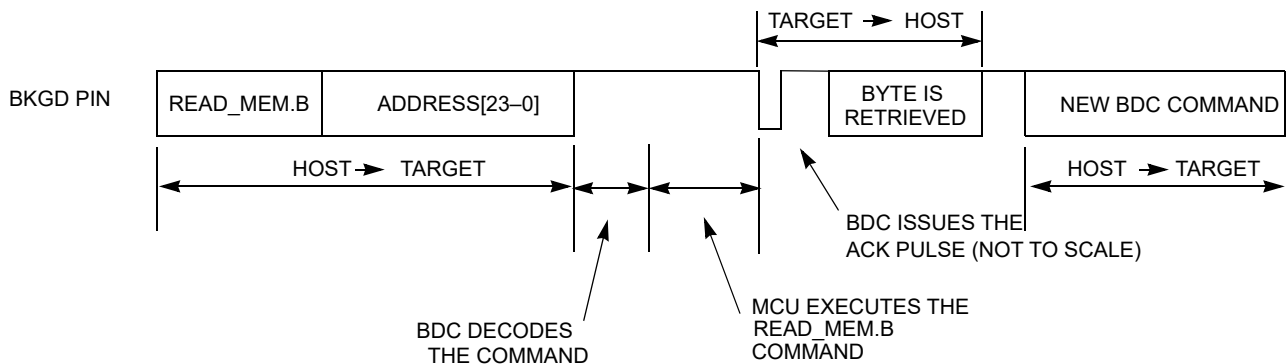 TARGET → HOST
BKGD PIN
READ_MEM.B
ADDRESS[23–0]
BYTE IS
RETRIEVED
NEW BDC COMMAND
HOST → TARGET
HOST → TARGET
BDC ISSUES THE
ACK PULSE (NOT TO SCALE)
BDC DECODES
THE COMMAND
MCU EXECUTES THE
READ_MEM.B
COMMAND